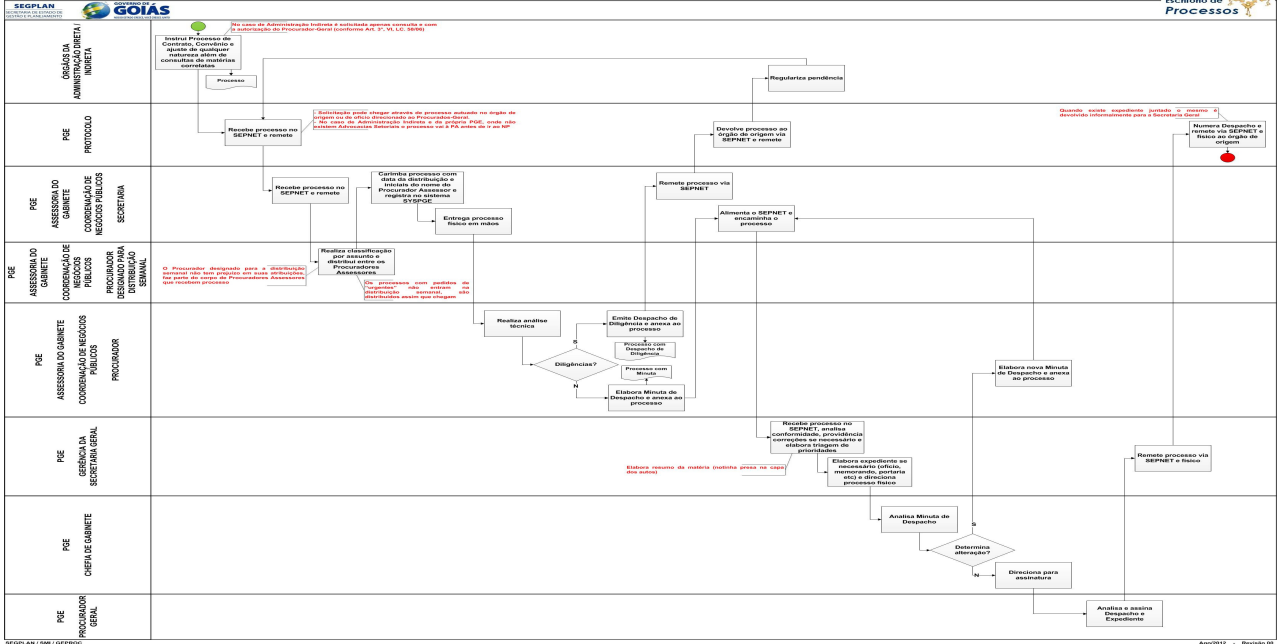 SEGPLAN
SECRETARIA DE ESTADO DE
GESTÃO E PLANEJAMENTO
GOVERNO DE
GOIÁS
Escritório de
Processos
ÓRGÃOS DA
ADMINISTRAÇÃO DIRETA /
INDIRETA
No caso de Administração Indireta é solicitada apenas consulta e com
a autorização do Procurador-Geral (conforme Art. 3°, VI, LC. 58/06)
Instrui Processo de
Contrato, Convênio e
ajuste de qualquer
natureza além de
consultas de matérias
correlatas
Processo
Regulariza pendência
PGE
PROTOCOLO
Recebe processo no
SEPNET e remete
- Solicitação pode chegar através de processo autuado no órgão de
origem ou de ofício direcionado ao Procurador-Geral.
- No caso de Administração Indireta e da própria PGE, onde não
existem Advocacias Setoriais o processo vai à PA antes de ir ao NP
Devolve processo ao
órgão de origem via
SEPNET e remete
Quando existe expediente juntado o mesmo é
devolvido informalmente para a Secretaria Geral
Numera Despacho e
remete via SEPNET e
físico ao órgão de
origem
PGE
ASSESSORIA DO
GABINETE
COORDENAÇÃO DE
NEGÓCIOS PÚBLICOS
SECRETARIA
Recebe processo no
SEPNET e remete
Carimba processo com
data da distribuição e
iniciais do nome do
Procurador Assessor e
registra no sistema
SYSPGE
Entrega processo
físico em mãos
Remete processo via
SEPNET
Alimenta o SEPNET e
encaminha o
processo
PGE
ASSESSORIA DO
GABINETE
COORDENAÇÃO DE
NEGÓCIOS
PÚBLICOS
PROCURADOR
DESIGNADO PARA
DISTRIBUIÇÃO
SEMANAL
O Procurador designado para a distribuição
semanal não tem prejuízo em suas atribuições,
faz parte do corpo de Procuradores Assessores
que recebem processo
Realiza classificação
por assunto e
distribui entre os
Procuradores
Assessores
Os processos com pedidos de
"urgentes" não entram na
distribuição semanal, são
distribuídos assim que chegam
PGE
ASSESSORIA DO GABINETE
COORDENAÇÃO DE NEGÓCIOS
PÚBLICOS
PROCURADOR
Realiza análise
técnica
Diligências?
S
N
Emite Despacho de
Diligência e anexa ao
processo
Processo com
Despacho de
Diligência
Processo com
Minuta
Elabora Minuta de
Despacho e anexa ao
processo
Elabora nova Minuta
de Despacho e anexa
ao processo
PGE
GERÊNCIA DA
SECRETARIA GERAL
Recebe processo no
SEPNET, analisa
conformidade, providência
correções se necessário e
elabora triagem de
prioridades
Elabora resumo da matéria (notinha presa na capa
dos autos)
Elabora expediente se
necessário (ofício,
memorando, portaria
etc) e direciona
processo físico
Remete processo via
SEPNET e físico
PGE
CHEFIA DE GABINETE
Analisa Minuta de
Despacho
Determina
alteração?
S
N
Direciona para
assinatura
PGE
PROCURADOR
GERAL
Analisa e assina
Despacho e
Expediente
SEGPLAN / SMI / GEPROC
Ago/2012 - Revisão 00